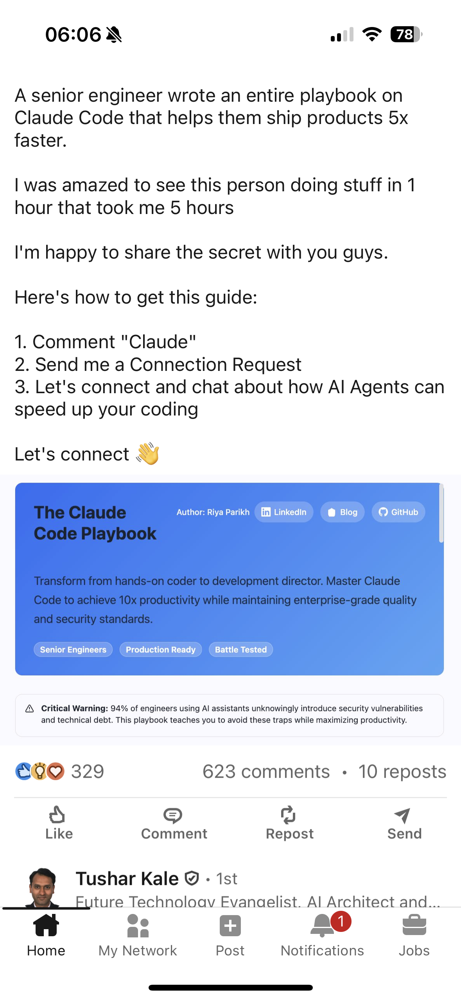 06:06
78
A senior engineer wrote an entire playbook on
Claude Code that helps them ship products 5x
faster.
I was amazed to see this person doing stuff in 1
hour that took me 5 hours
I'm happy to share the secret with you guys.
Here's how to get this guide:
1. Comment "Claude"
2. Send me a Connection Request
3. Let's connect and chat about how AI Agents can
speed up your coding
Let's connect 👋
The Claude
Code Playbook
Author: Riya Parikh
in LinkedIn
Blog
GitHub
Transform from hands-on coder to development director. Master Claude
Code to achieve 10x productivity while maintaining enterprise-grade quality
and security standards.
Senior Engineers
Production Ready
Battle Tested
Critical Warning: 94% of engineers using AI assistants unknowingly introduce security vulnerabilities
and technical debt. This playbook teaches you to avoid these traps while maximizing productivity.
329
623 comments • 10 reposts
Like
Comment
Repost
Send
Tushar Kale • 1st
Future Technology Evangelist, AI Architect and...
1
Home
My Network
Post
Notifications
Jobs